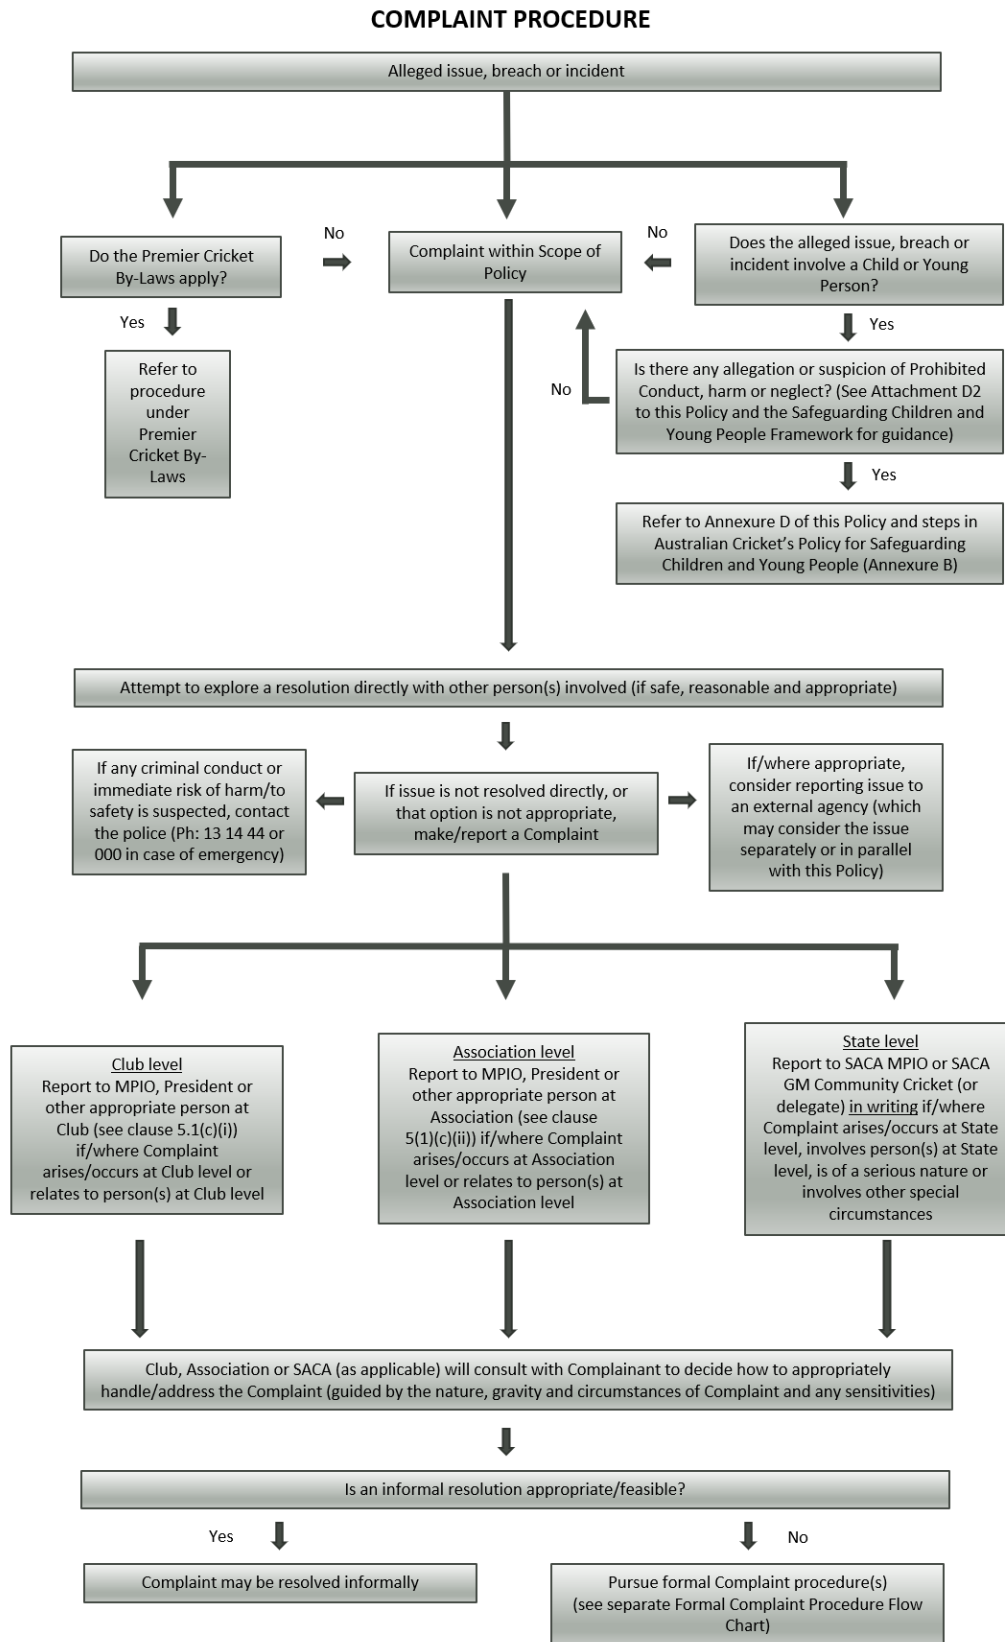 COMPLAINT PROCEDURE
Alleged issue, breach or incident
Do the Premier Cricket
By-Laws apply?
No
Complaint within Scope of
Policy
No
Does the alleged issue, breach or
incident involve a Child or Young
Person?
Yes
Refer to
procedure
under
Premier
Cricket By-
Laws
Yes
Is there any allegation or suspicion of Prohibited
Conduct, harm or neglect? (See Attachment D2
to this Policy and the Safeguarding Children and
Young People Framework for guidance)
No
Yes
Refer to Annexure D of this Policy and steps in
Australian Cricket's Policy for Safeguarding
Children and Young People (Annexure B)
Attempt to explore a resolution directly with other person(s) involved (if safe, reasonable and appropriate)
If any criminal conduct or
immediate risk of harm/to
safety is suspected, contact
the police (Ph: 13 14 44 or
000 in case of emergency)
If issue is not resolved directly, or
that option is not appropriate,
make/report a Complaint
If/where appropriate,
consider reporting issue to
an external agency (which
may consider the issue
separately or in parallel
with this Policy)
Club level
Report to MPIO, President or
other appropriate person at
Club (see clause 5.1(c)(i))
if/where Complaint
arises/occurs at Club level or
relates to person(s) at Club level
Association level
Report to MPIO, President or
other appropriate person at
Association (see clause
5(1)(c)(ii)) if/where Complaint
arises/occurs at Association
level or relates to person(s) at
Association level
State level
Report to SACA MPIO or SACA
GM Community Cricket (or
delegate) in writing if/where
Complaint arises/occurs at State
level, involves person(s) at State
level, is of a serious nature or
involves other special
circumstances
Club, Association or SACA (as applicable) will consult with Complainant to decide how to appropriately
handle/address the Complaint (guided by the nature, gravity and circumstances of Complaint and any sensitivities)
Is an informal resolution appropriate/feasible?
Yes
No
Complaint may be resolved informally
Pursue formal Complaint procedure(s)
(see separate Formal Complaint Procedure Flow
Chart)